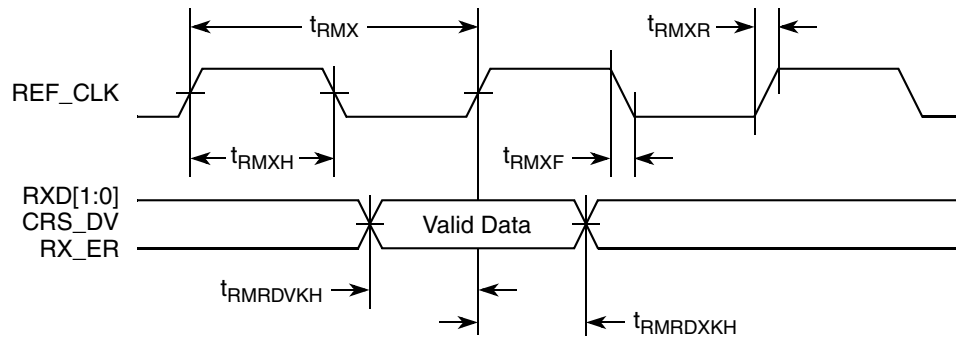 tRMX
tRMXR
REF_CLK
tRMXH
tRMXF
RXD[1:0]
CRS_DV
RX_ER
Valid Data
tRMRDVKH
tRMRDXKH